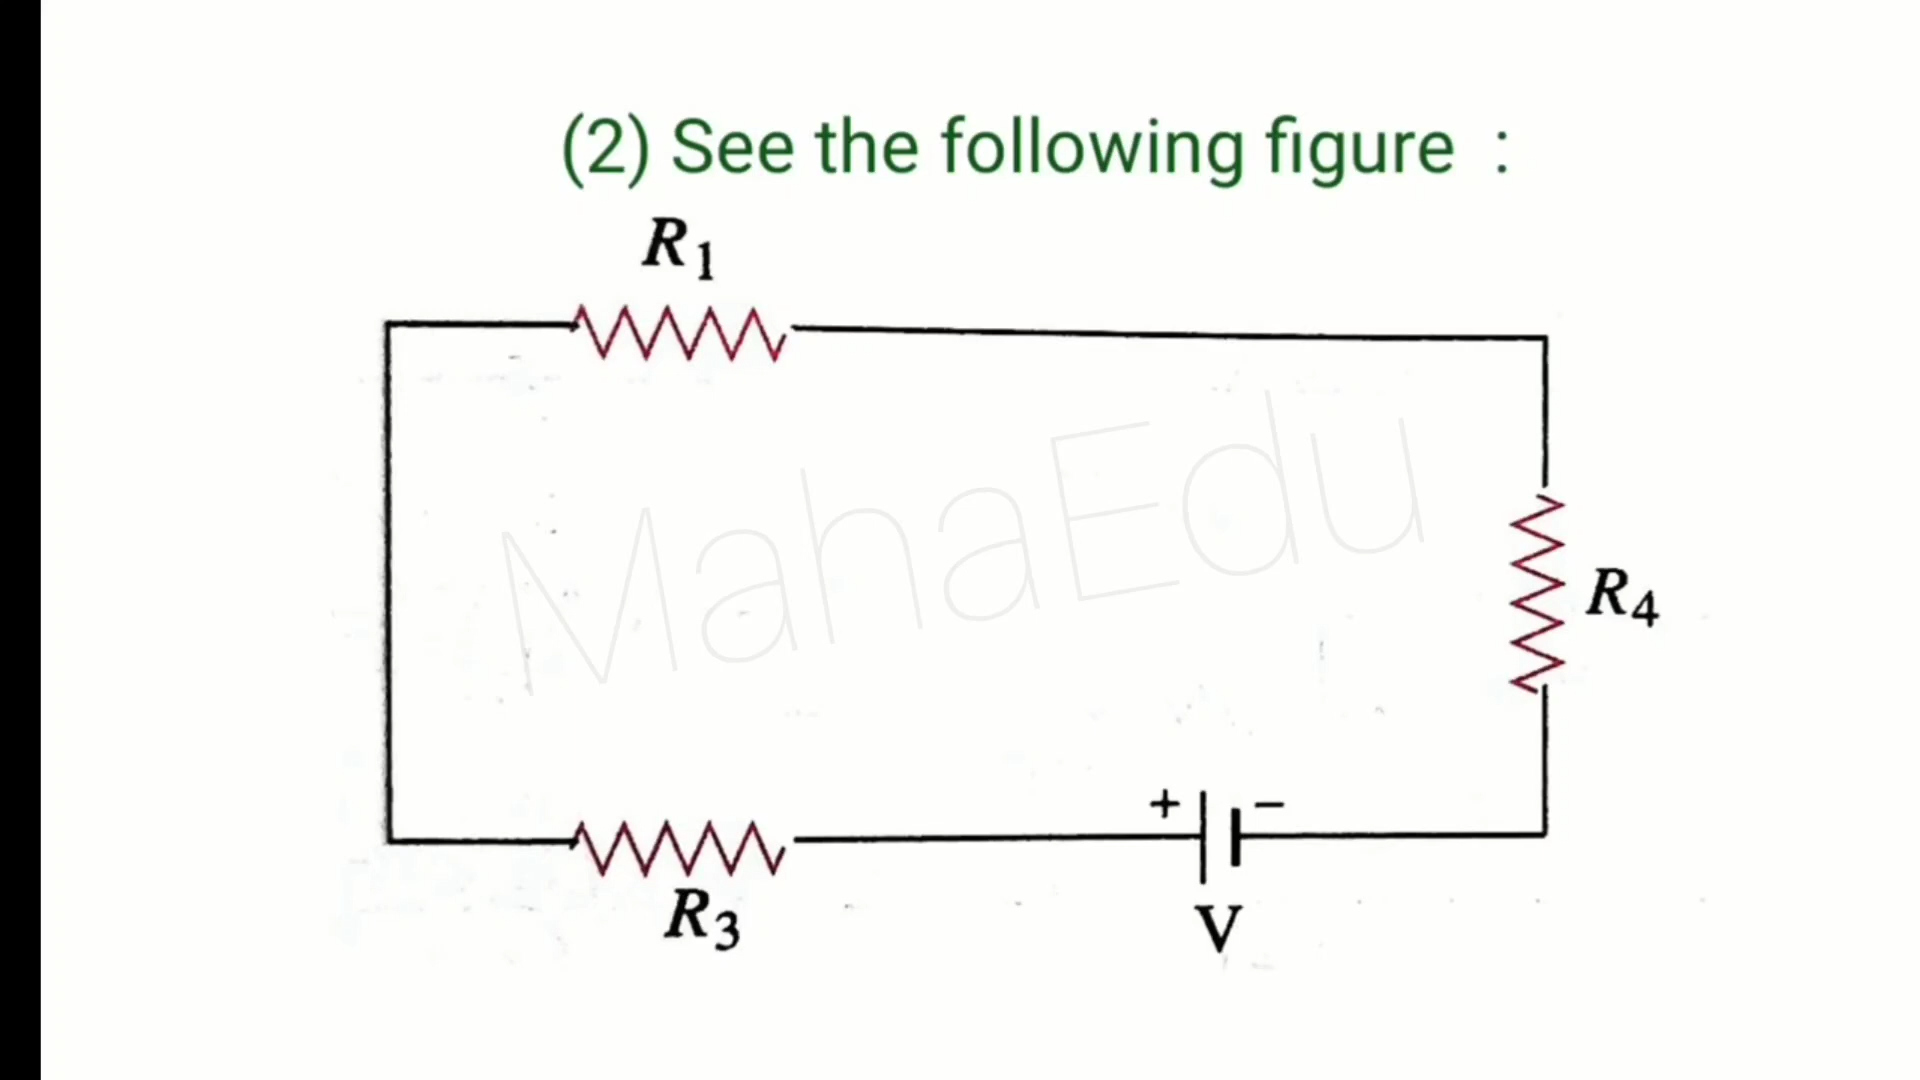 (2) See the following figure :
R1
MahaEdu
R4
+ −
R3
V